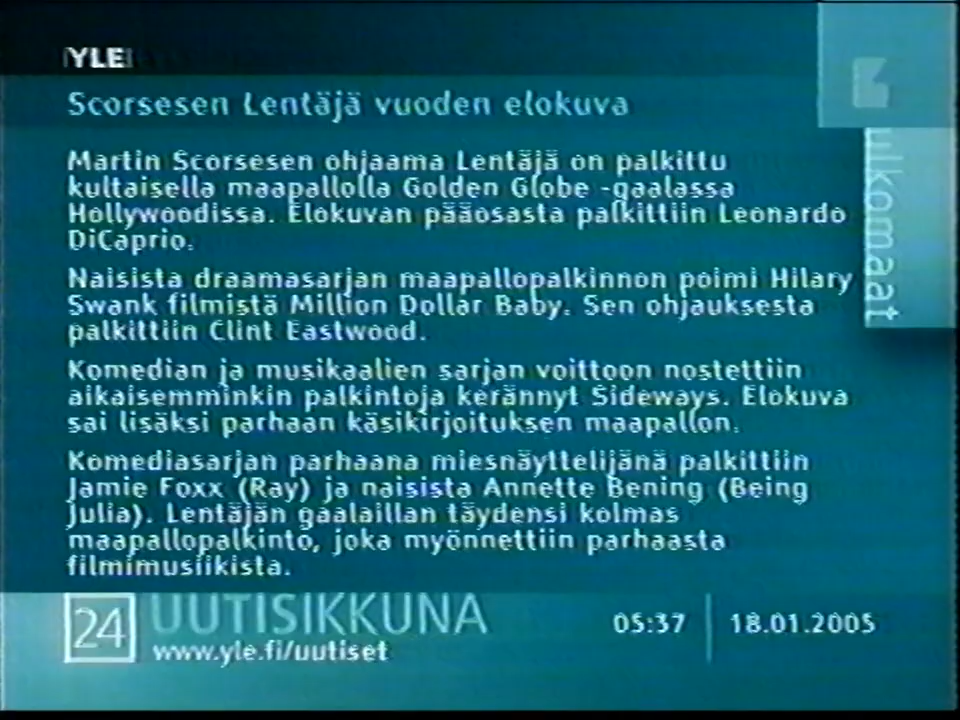 YLE
Scorsesen Lentäjä vuoden elokuva
ulkomaat
Martin Scorsesen ohjaama Lentäjä on palkittu
kultaisella maapallolla Golden Globe -gaalassa
Hollywoodissa. Elokuvan pääosasta palkittiin Leonardo
DiCaprio.
Naisista draamasarjan maapallopalkinnon poimi Hilary
Swank filmistä Million Dollar Baby. Sen ohjauksesta
palkittiin Clint Eastwood.
Komedian ja musikaalien sarjan voittoon nostettiin
aikaisemminkin palkintoja kerännyt Sideways. Elokuva
sai lisäksi parhaan käsikirjoituksen maapallon.
Komediasarjan parhaana miesnäyttelijänä palkittiin
Jamie Foxx (Ray) ja naisista Annette Bening (Being
Julia). Lentäjän gaalaillan täydensi kolmas
maapallopalkinto, joka myönnettiin parhaasta
filmimusiikista.
24 UUTISIKKUNA
www.yle.fi/uutiset
05:37 18.01.2005